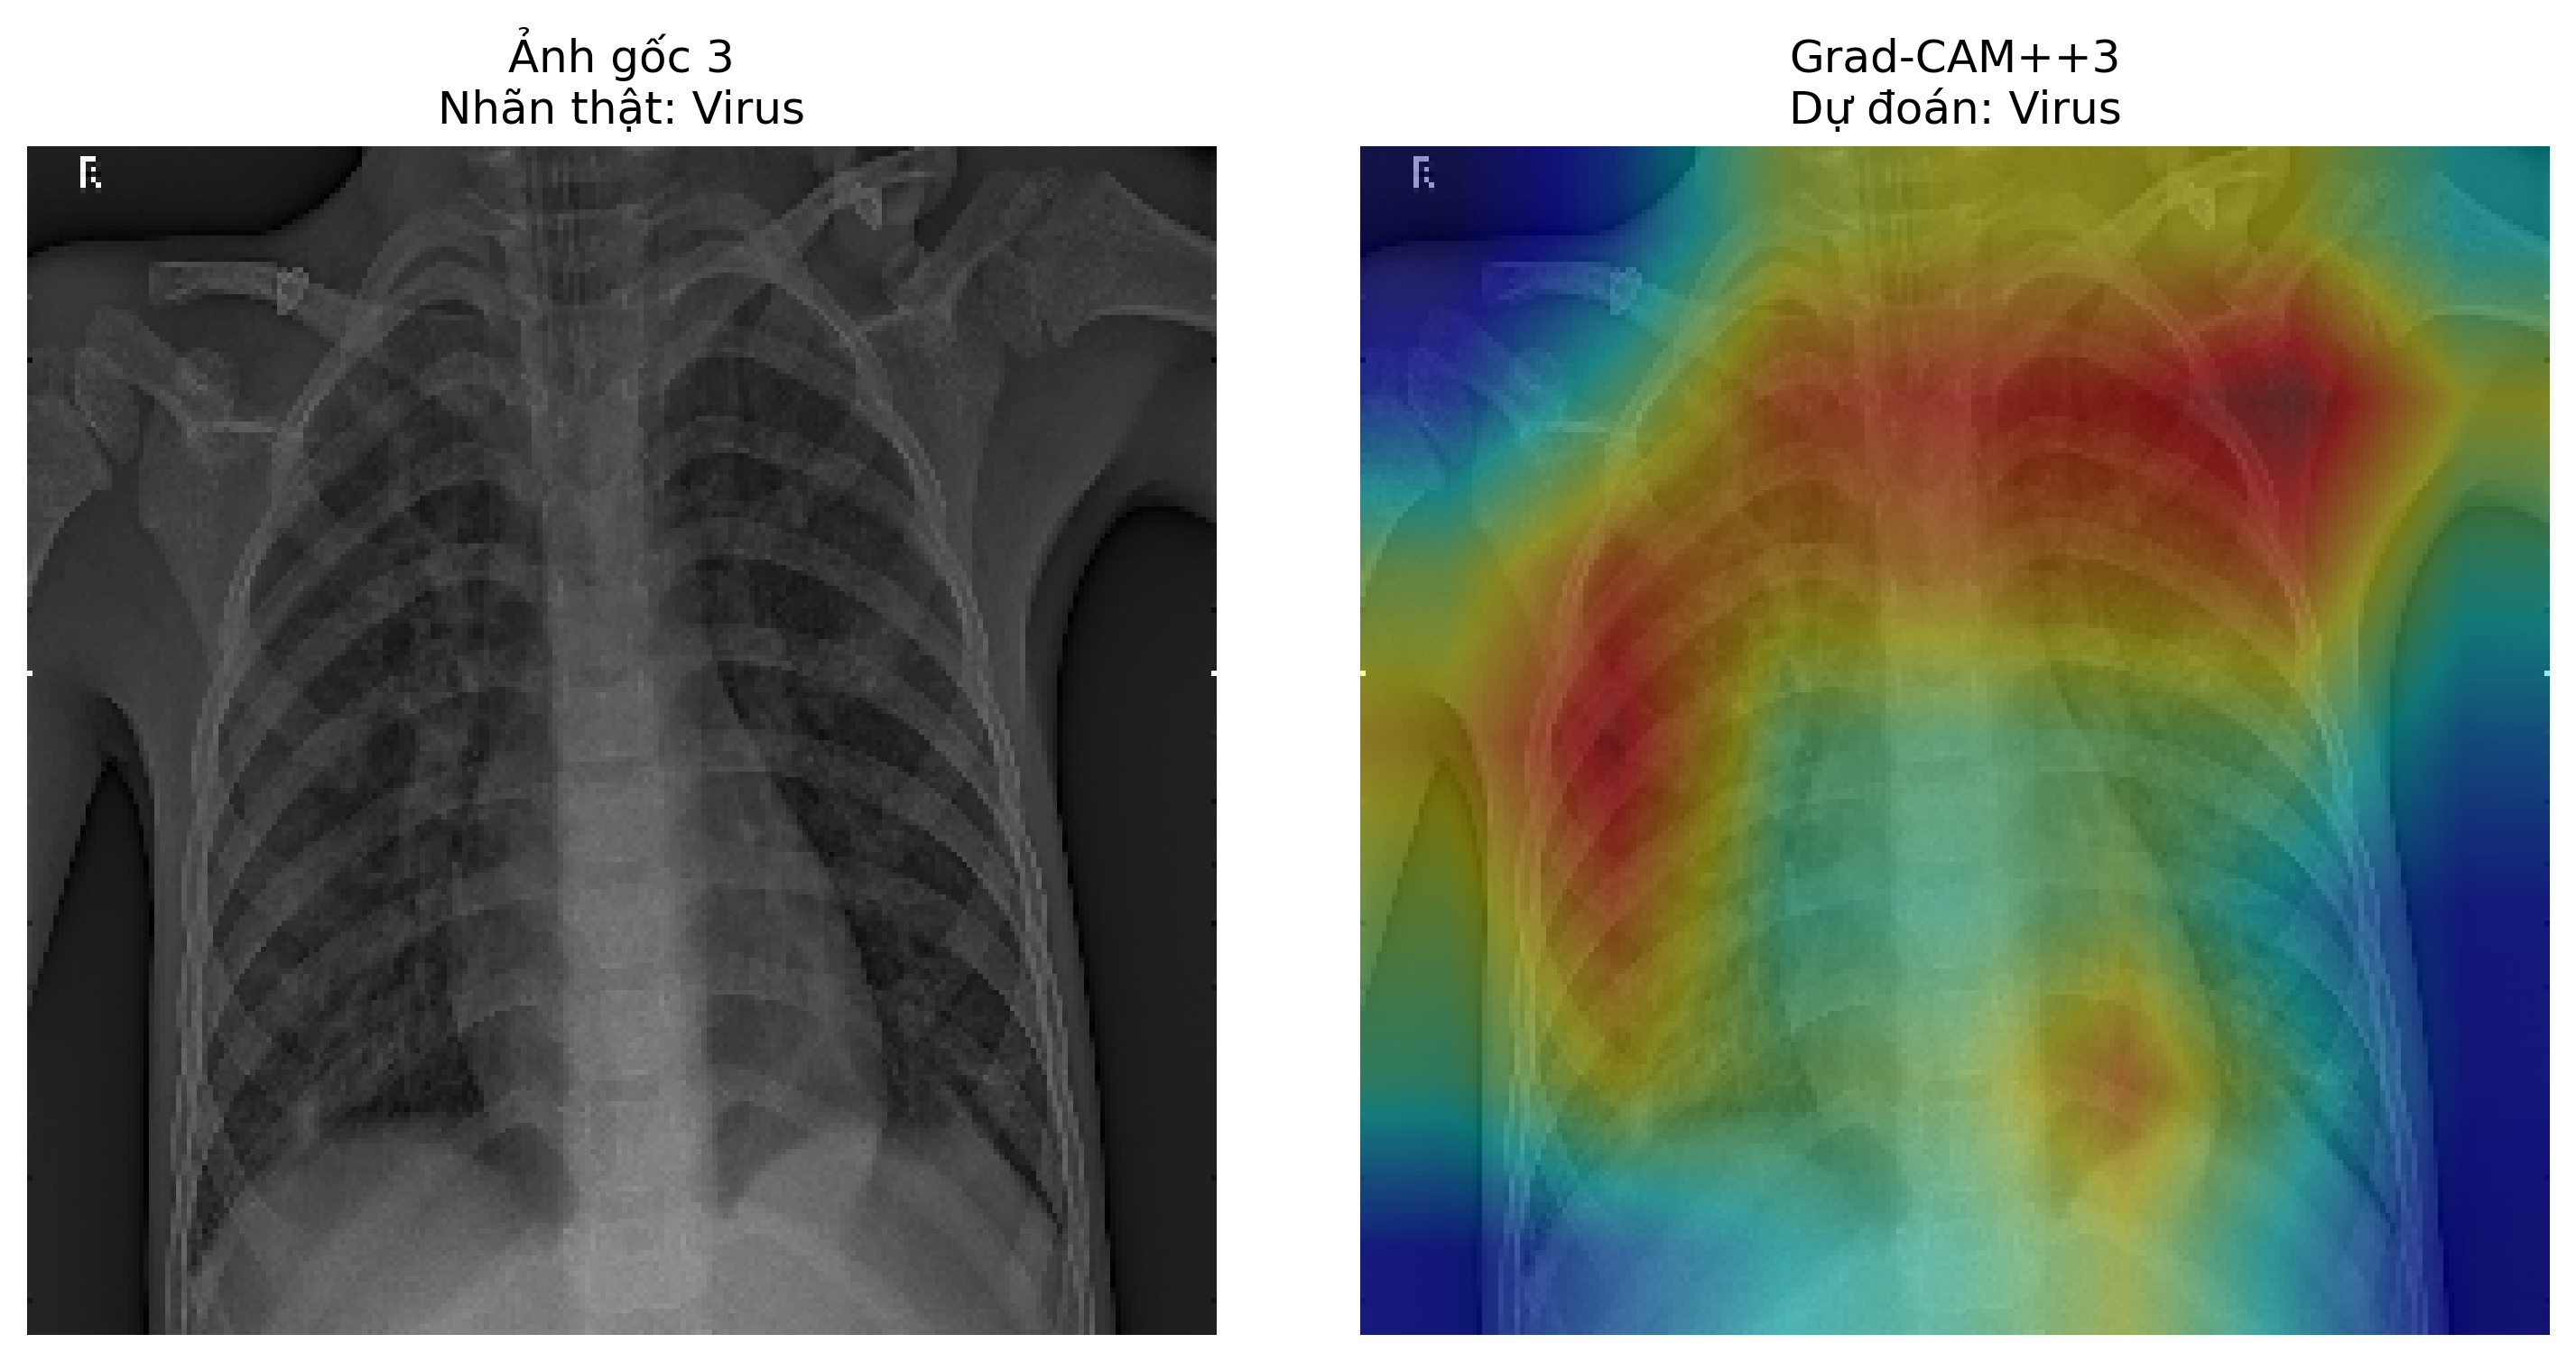 Ảnh gốc 3
Nhãn thật: Virus
Grad-CAM++3
Dự đoán: Virus
R
R